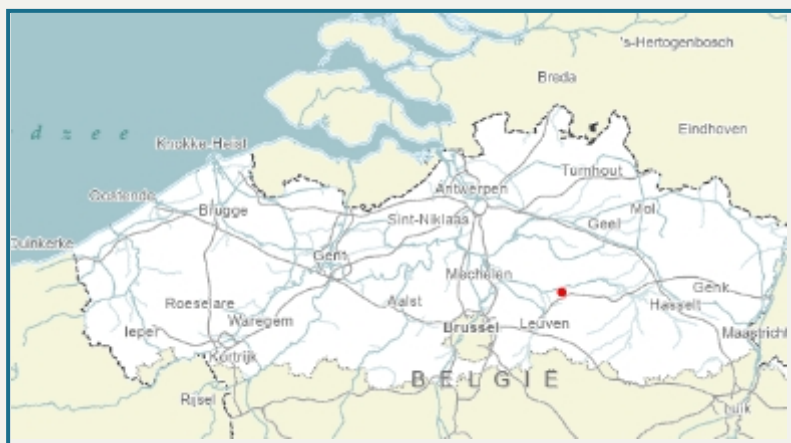 's-Hertogenbosch
Breda
Eindhoven
dzee
Knokke-Heist
Turnhout
Antwerpen
Oostende
Mol
Brugge
Sint-Niklaas
Geel
Duinkerke
Gent
Mechelen
Genk
Roeselare
Aalst
Hasselt
Waregem
Ieper
Brussel
Leuven
Maastricht
Kortrijk
BELGIË
Rijsel
Luik